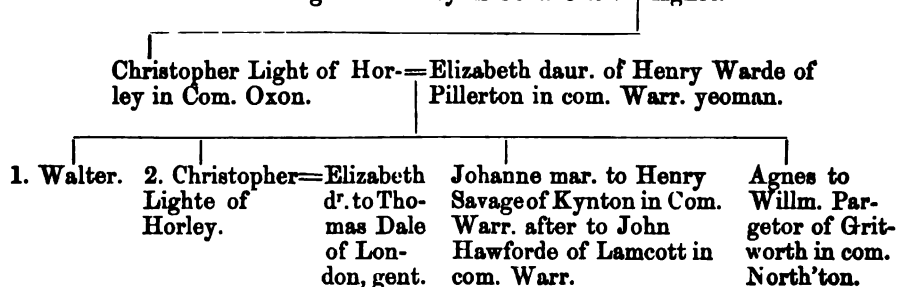 Christopher Light of Hor-=Elizabeth daur. of Henry Warde of
ley in Com. Oxon. Pillerton in com. Warr. yeoman.
1. Walter.
2. Christopher=Elizabeth
Lighte of
Horley.
dr. to Tho-
mas Dale
of Lon-
don, gent.
Johanne mar. to Henry
Savage of Kynton in Com.
Warr. after to John
Hawforde of Lamcott in
com. Warr.
Agnes to
Willm. Par-
getor of Grit-
worth in com.
North'ton.